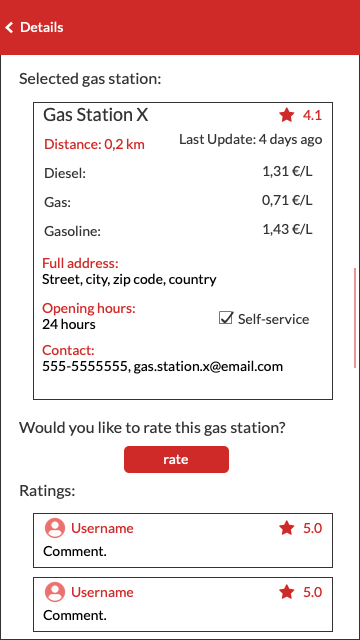 Details
Selected gas station:
Gas Station X 4.1
Distance: 0,2 km Last Update: 4 days ago
Diesel: 1,31 €/L
Gas: 0,71 €/L
Gasoline: 1,43 €/L
Full address:
Street, city, zip code, country
Opening hours:
24 hours Self-service
Contact:
555-5555555, gas.station.x@email.com
Would you like to rate this gas station?
rate
Ratings:
Username 5.0
Comment.
Username 5.0
Comment.